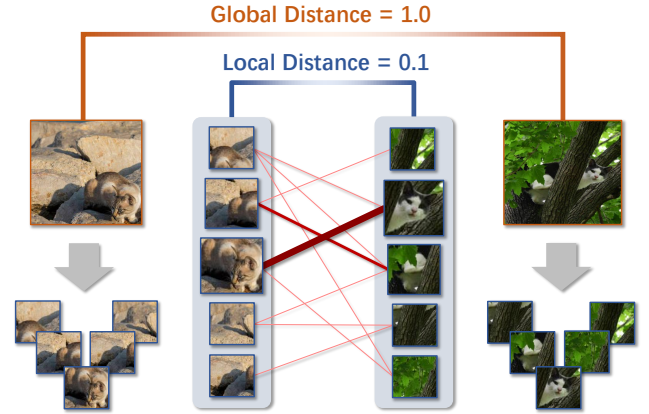 Global Distance = 1.0
Local Distance = 0.1